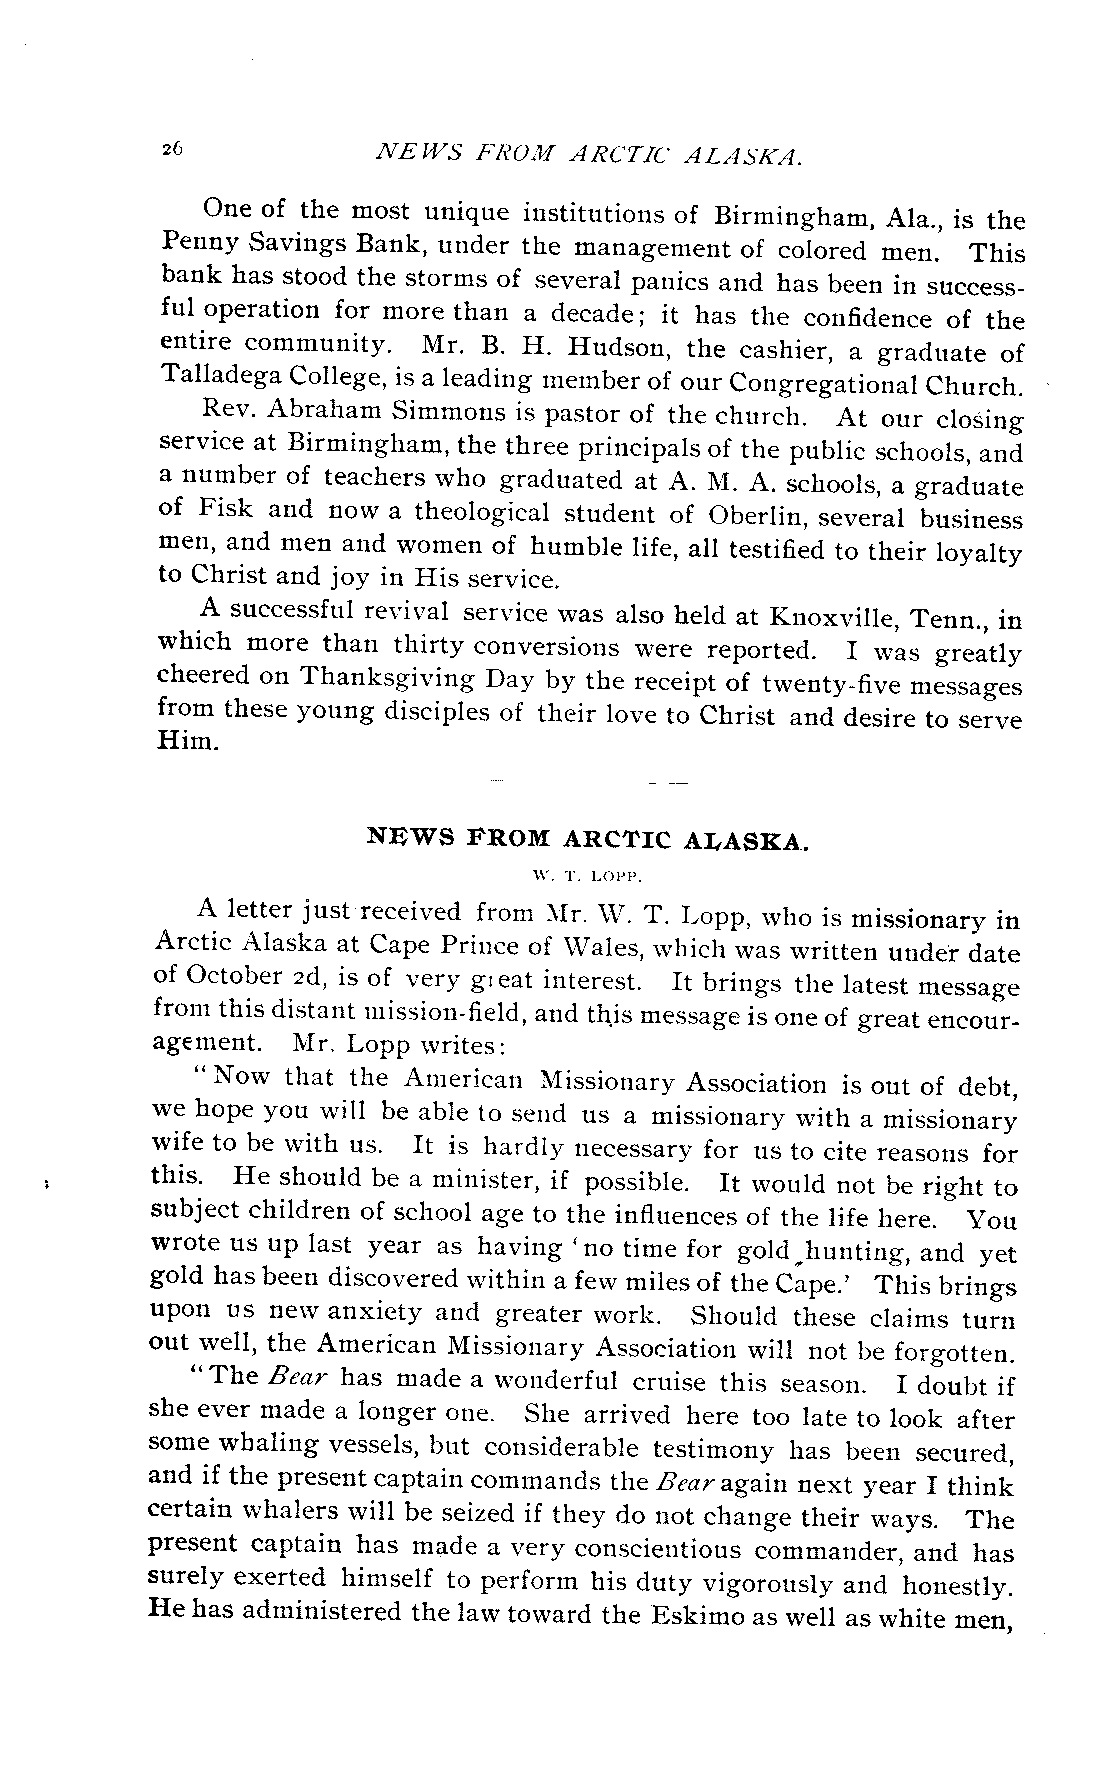 26 NEWS FROM ARCTIC ALASKA.
One of the most unique institutions of Birmingham, Ala., is the
Penny Savings Bank, under the management of colored men. This
bank has stood the storms of several panics and has been in success-
ful operation for more than a decade; it has the confidence of the
entire community. Mr. B. H. Hudson, the cashier, a graduate of
Talladega College, is a leading member of our Congregational Church.
Rev. Abraham Simmons is pastor of the church. At our closing
service at Birmingham, the three principals of the public schools, and
a number of teachers who graduated at A. M. A. schools, a graduate
of Fisk and now a theological student of Oberlin, several business
men, and men and women of humble life, all testified to their loyalty
to Christ and joy in His service.
A successful revival service was also held at Knoxville, Tenn., in
which more than thirty conversions were reported. I was greatly
cheered on Thanksgiving Day by the receipt of twenty-five messages
from these young disciples of their love to Christ and desire to serve
Him.
NEWS FROM ARCTIC ALASKA.
W. T. LOPP.
A letter just received from Mr. W. T. Lopp, who is missionary in
Arctic Alaska at Cape Prince of Wales, which was written under date
of October 2d, is of very great interest. It brings the latest message
from this distant mission-field, and this message is one of great encour-
agement. Mr. Lopp writes:
"Now that the American Missionary Association is out of debt,
we hope you will be able to send us a missionary with a missionary
wife to be with us. It is hardly necessary for us to cite reasons for
this. He should be a minister, if possible. It would not be right to
subject children of school age to the influences of the life here. You
wrote us up last year as having 'no time for gold hunting, and yet
gold has been discovered within a few miles of the Cape.' This brings
upon us new anxiety and greater work. Should these claims turn
out well, the American Missionary Association will not be forgotten.
"The Bear has made a wonderful cruise this season. I doubt if
she ever made a longer one. She arrived here too late to look after
some whaling vessels, but considerable testimony has been secured,
and if the present captain commands the Bear again next year I think
certain whalers will be seized if they do not change their ways. The
present captain has made a very conscientious commander, and has
surely exerted himself to perform his duty vigorously and honestly.
He has administered the law toward the Eskimo as well as white men,